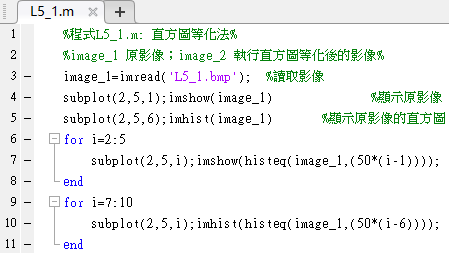 L5_1.m × +
1 %程式L5_1.m: 直方圖等化法%
2 %image_1 原影像；image_2 執行直方圖等化後的影像%
3 – image_1=imread('L5_1.bmp'); %讀取影像
4 – subplot(2,5,1);imshow(image_1) %顯示原影像
5 – subplot(2,5,6);imhist(image_1) %顯示原影像的直方圖
6 – for i=2:5
7 – subplot(2,5,i);imshow(histeq(image_1,(50*(i-1))));
8 – end
9 – for i=7:10
10 – subplot(2,5,i);imhist(histeq(image_1,(50*(i-6))));
11 – end